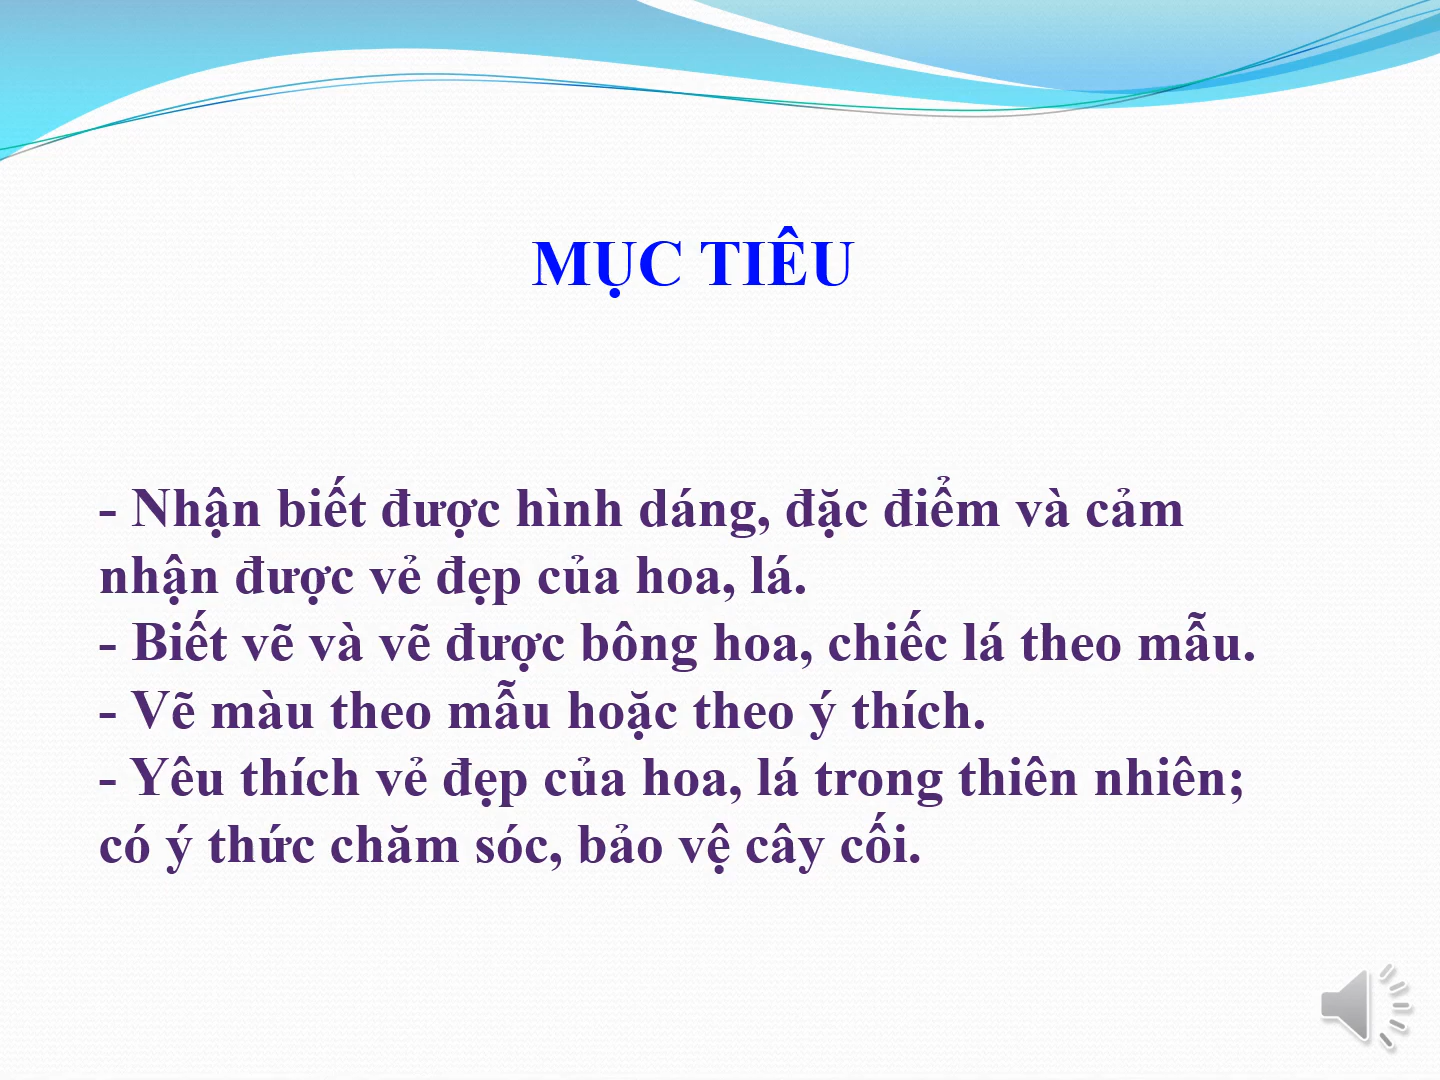 MỤC TIÊU
- Nhận biết được hình dáng, đặc điểm và cảm
nhận được vẻ đẹp của hoa, lá.
- Biết vẽ và vẽ được bông hoa, chiếc lá theo mẫu.
- Vẽ màu theo mẫu hoặc theo ý thích.
- Yêu thích vẻ đẹp của hoa, lá trong thiên nhiên;
có ý thức chăm sóc, bảo vệ cây cối.